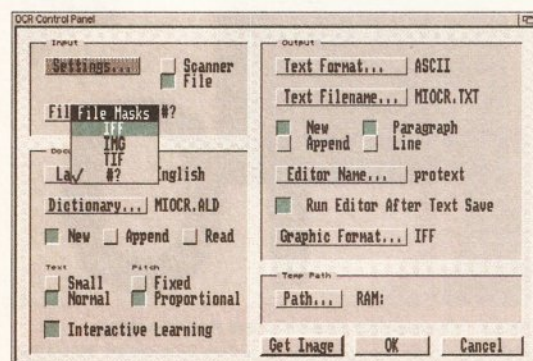 OCR Control Panel
Input
Settings...
Scanner
File
Fil
#?
File Masks
IFF
IMG
TIF
√ #?
Docu
La
nglish
Dictionary... MIOCR.ALD
New Append Read
Text
Small
Normal
Pitch
Fixed
Proportional
Interactive Learning
Output
Text Format... ASCII
Text Filename... MIOCR.TXT
New Paragraph
Append Line
Editor Name... protext
Run Editor After Text Save
Graphic Format... IFF
Temp Path
Path... RAM:
Get Image OK Cancel